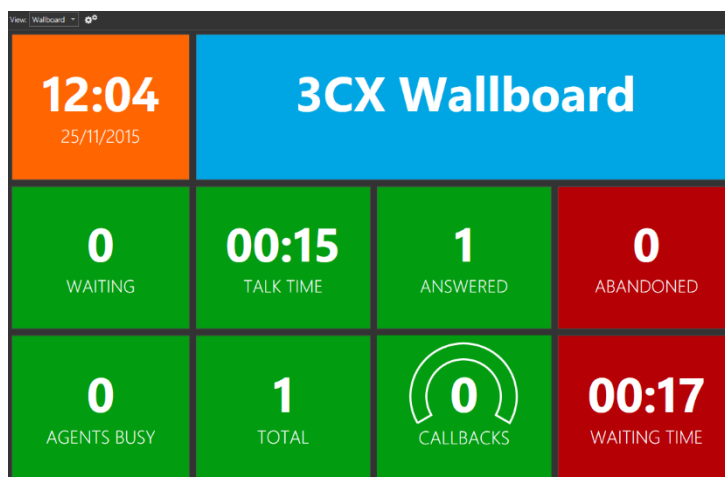 View: Wallboard
12:04
25/11/2015
3CX Wallboard
0
WAITING
00:15
TALK TIME
1
ANSWERED
0
ABANDONED
0
AGENTS BUSY
1
TOTAL
0
CALLBACKS
00:17
WAITING TIME